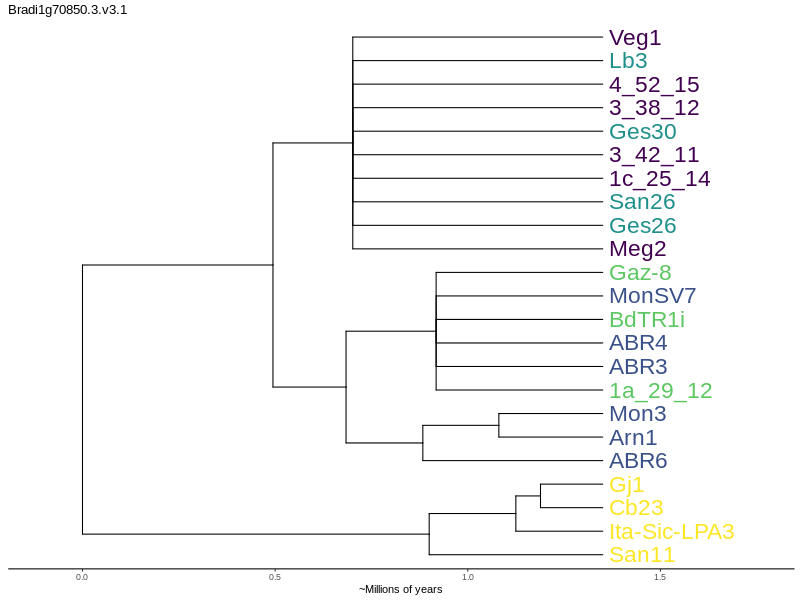 Bradi1g70850.3.v3.1
Veg1
Lb3
4_52_15
3_38_12
Ges30
3_42_11
1c_25_14
San26
Ges26
Meg2
Gaz-8
MonSV7
BdTR1i
ABR4
ABR3
1a_29_12
Mon3
Arn1
ABR6
Gj1
Cb23
Ita-Sic-LPA3
San11
0.0 0.5 1.0 1.5
~Millions of years